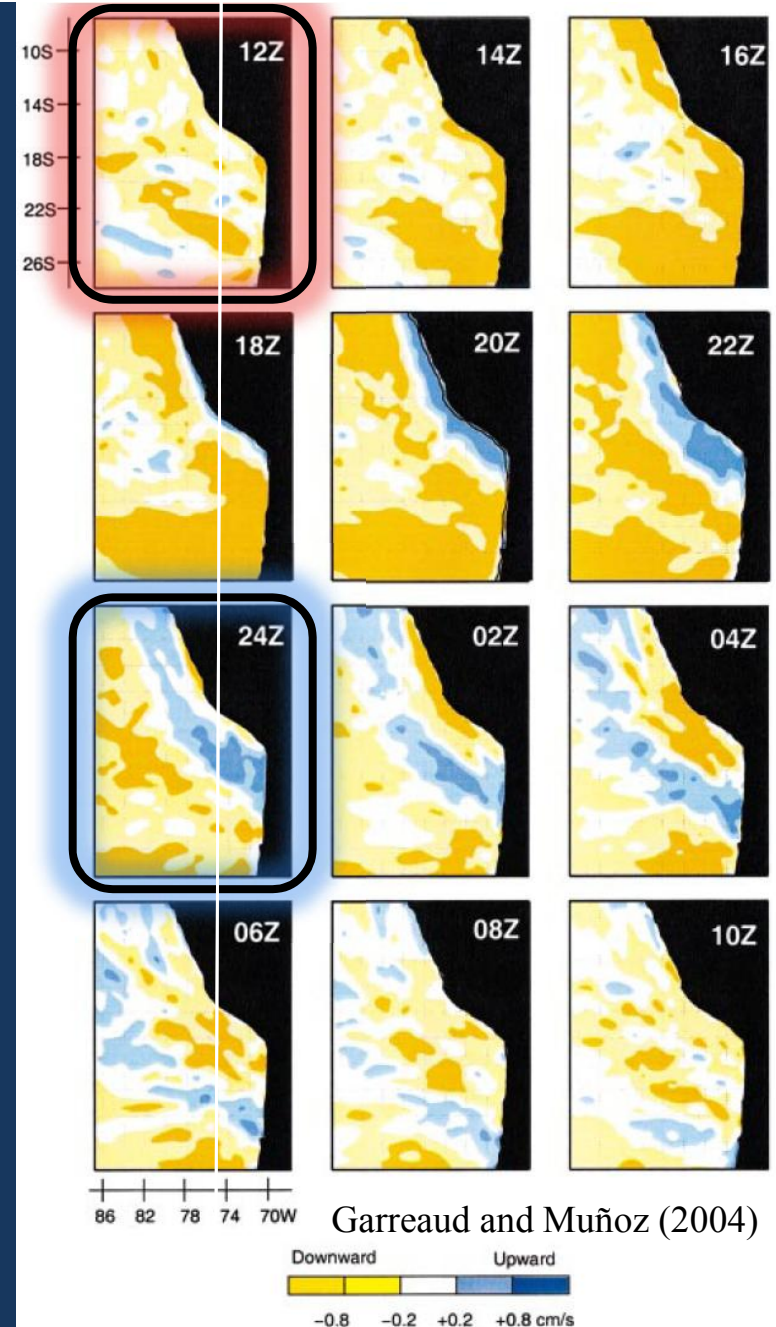 12Z 14Z 16Z
10S
14S
18S
22S
26S
18Z 20Z 22Z
24Z 02Z 04Z
06Z 08Z 10Z
86 82 78 74 70W
Garreaud and Muñoz (2004)
Downward Upward
−0.8 −0.2 +0.2 +0.8 cm/s